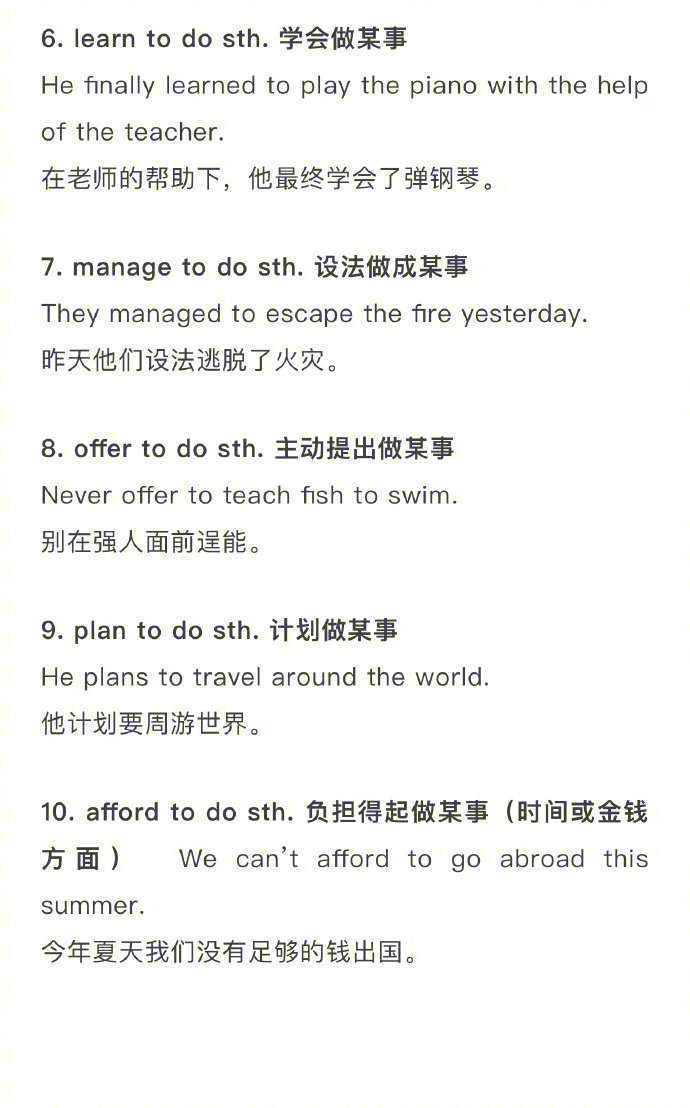 6. learn to do sth. 学会做某事
He finally learned to play the piano with the help
of the teacher.
在老师的帮助下，他最终学会了弹钢琴。
7. manage to do sth. 设法做成某事
They managed to escape the fire yesterday.
昨天他们设法逃脱了火灾。
8. offer to do sth. 主动提出做某事
Never offer to teach fish to swim.
别在强人面前逞能。
9. plan to do sth. 计划做某事
He plans to travel around the world.
他计划要周游世界。
10. afford to do sth. 负担得起做某事（时间或金钱
方面） We can't afford to go abroad this
summer.
今年夏天我们没有足够的钱出国。